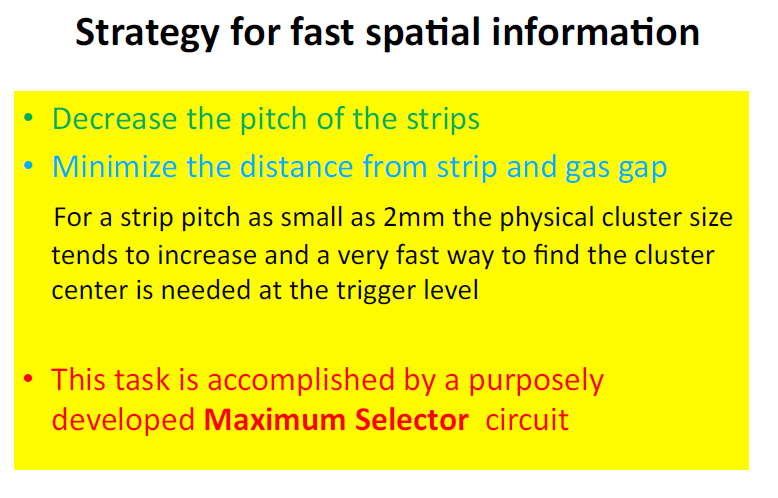 Strategy for fast spatial information
• Decrease the pitch of the strips
• Minimize the distance from strip and gas gap
For a strip pitch as small as 2mm the physical cluster size
tends to increase and a very fast way to find the cluster
center is needed at the trigger level
• This task is accomplished by a purposely
developed Maximum Selector circuit